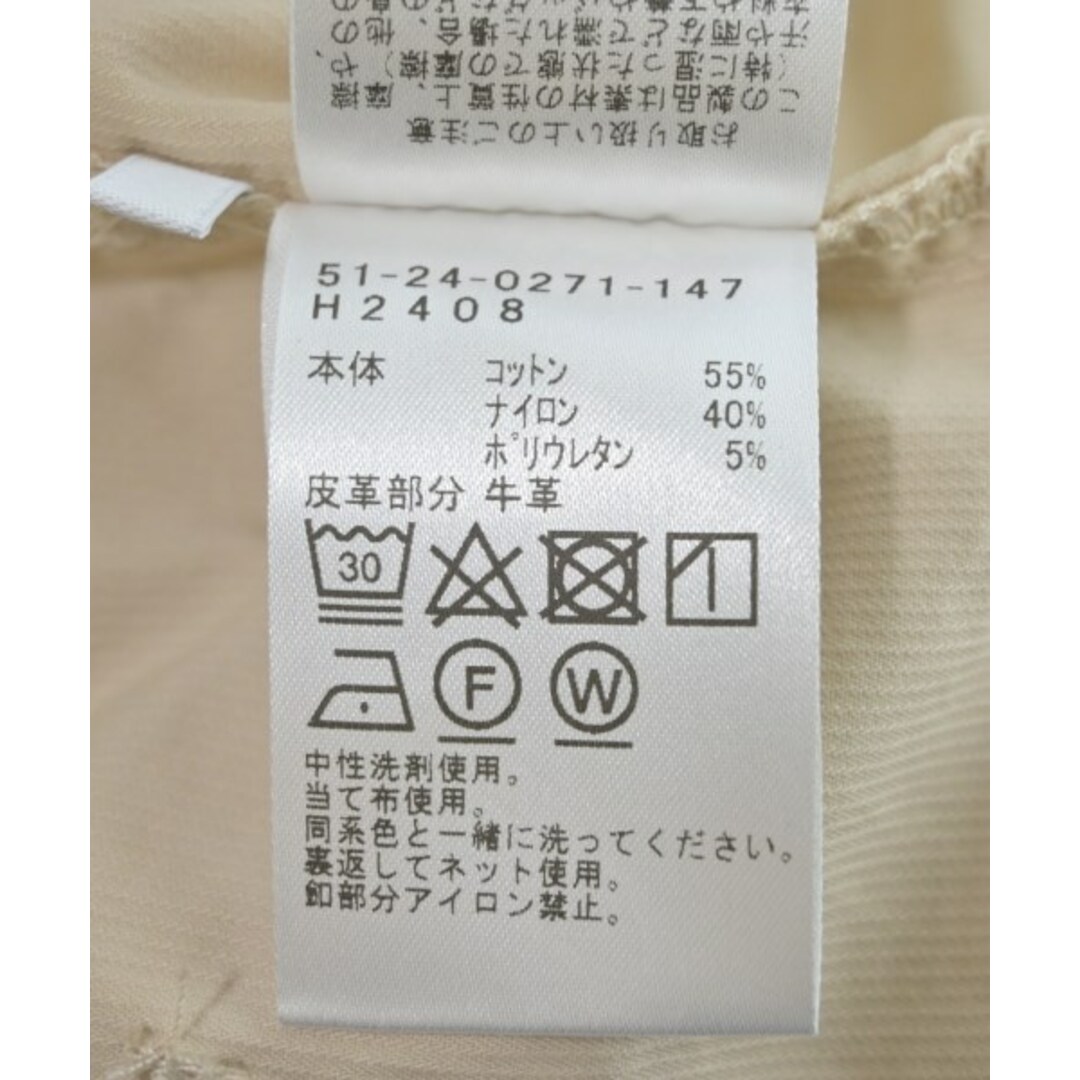 お取り扱い上のご注意
この製品は素材の性質上、摩擦
(特に湿った状態での摩擦)や、
汗や雨などで濡れた場合、他の
51-24-0271-147
H2408
本体 コットン 55%
ナイロン 40%
ポリウレタン 5%
皮革部分 牛革
30
F W
中性洗剤使用。
当て布使用。
同系色と一緒に洗ってください。
裏返してネット使用。
釦部分アイロン禁止。